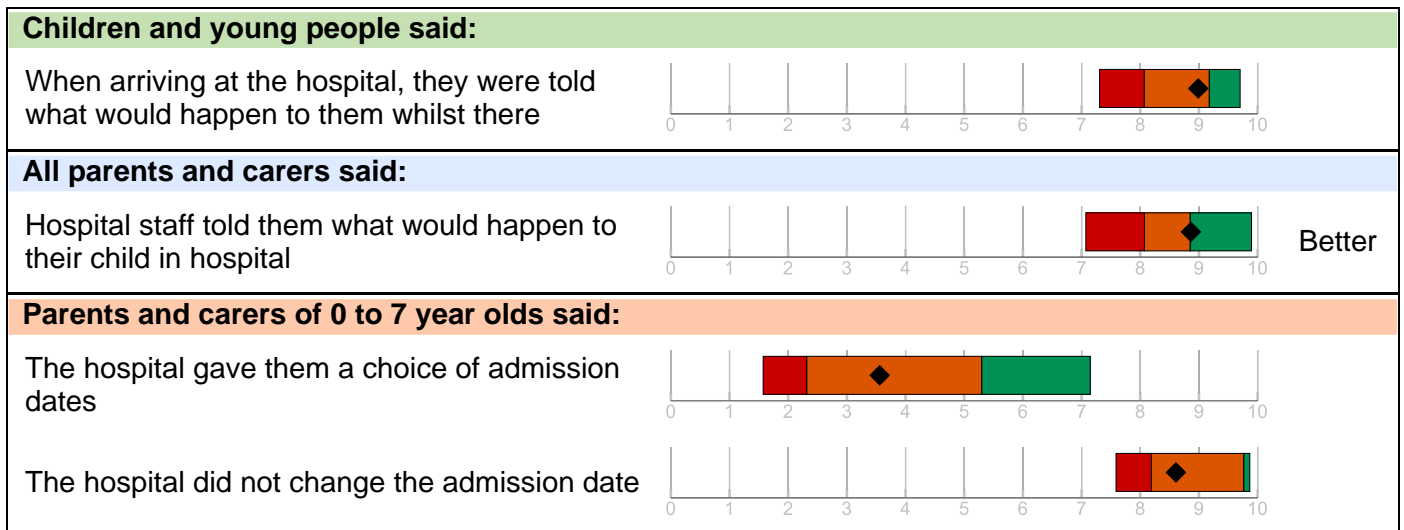 Children and young people said:
When arriving at the hospital, they were told
what would happen to them whilst there
0 1 2 3 4 5 6 7 8 9 10
All parents and carers said:
Hospital staff told them what would happen to
their child in hospital
0 1 2 3 4 5 6 7 8 9 10
Better
Parents and carers of 0 to 7 year olds said:
The hospital gave them a choice of admission
dates
0 1 2 3 4 5 6 7 8 9 10
The hospital did not change the admission date
0 1 2 3 4 5 6 7 8 9 10